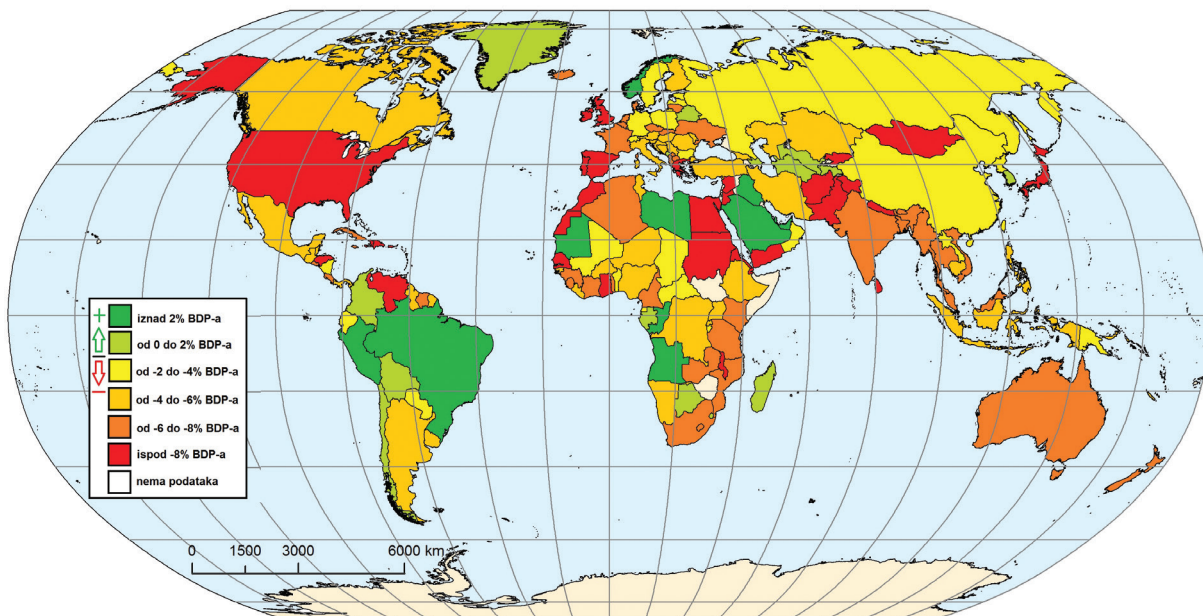 iznad 2% BDP-a
od 0 do 2% BDP-a
od -2 do -4% BDP-a
od -4 do -6% BDP-a
od -6 do -8% BDP-a
ispod -8% BDP-a
nema podataka
0 1500 3000 6000 km